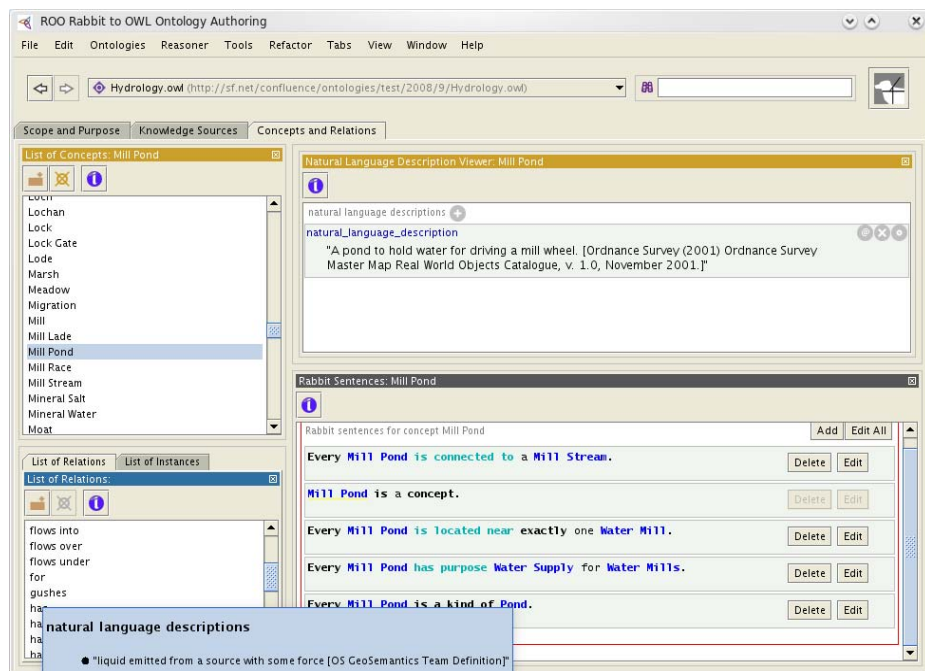 ROO Rabbit to OWL Ontology Authoring
File Edit Ontologies Reasoner Tools Refactor Tabs View Window Help
Hydrology.owl (http://sf.net/confluence/ontologies/test/2008/9/Hydrology.owl)
Scope and Purpose Knowledge Sources Concepts and Relations
List of Concepts: Mill Pond
Loch
Lochan
Lock
Lock Gate
Lode
Marsh
Meadow
Migration
Mill
Mill Lade
Mill Pond
Mill Race
Mill Stream
Mineral Salt
Mineral Water
Moat
List of Relations List of Instances
List of Relations:
flows into
flows over
flows under
for
gushes
has
ha
ha
ha
natural language descriptions
"liquid emitted from a source with some force [OS GeoSemantics Team Definition]"
Natural Language Description Viewer: Mill Pond
natural language descriptions
natural_language_description
"A pond to hold water for driving a mill wheel. [Ordnance Survey (2001) Ordnance Survey
Master Map Real World Objects Catalogue, v. 1.0, November 2001.]"
Rabbit Sentences: Mill Pond
Rabbit sentences for concept Mill Pond Add Edit All
Every Mill Pond is connected to a Mill Stream. Delete Edit
Mill Pond is a concept. Delete Edit
Every Mill Pond is located near exactly one Water Mill. Delete Edit
Every Mill Pond has purpose Water Supply for Water Mills. Delete Edit
Every Mill Pond is a kind of Pond. Delete Edit